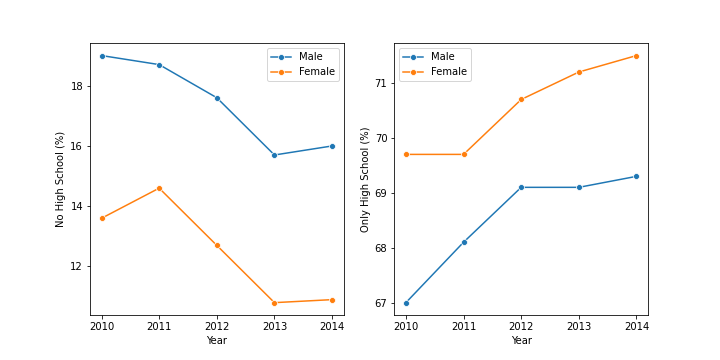 No High School (%)
18
16
14
12
2010 2011 2012 2013 2014
Year
Male
Female
Only High School (%)
71
70
69
68
67
2010 2011 2012 2013 2014
Year
Male
Female